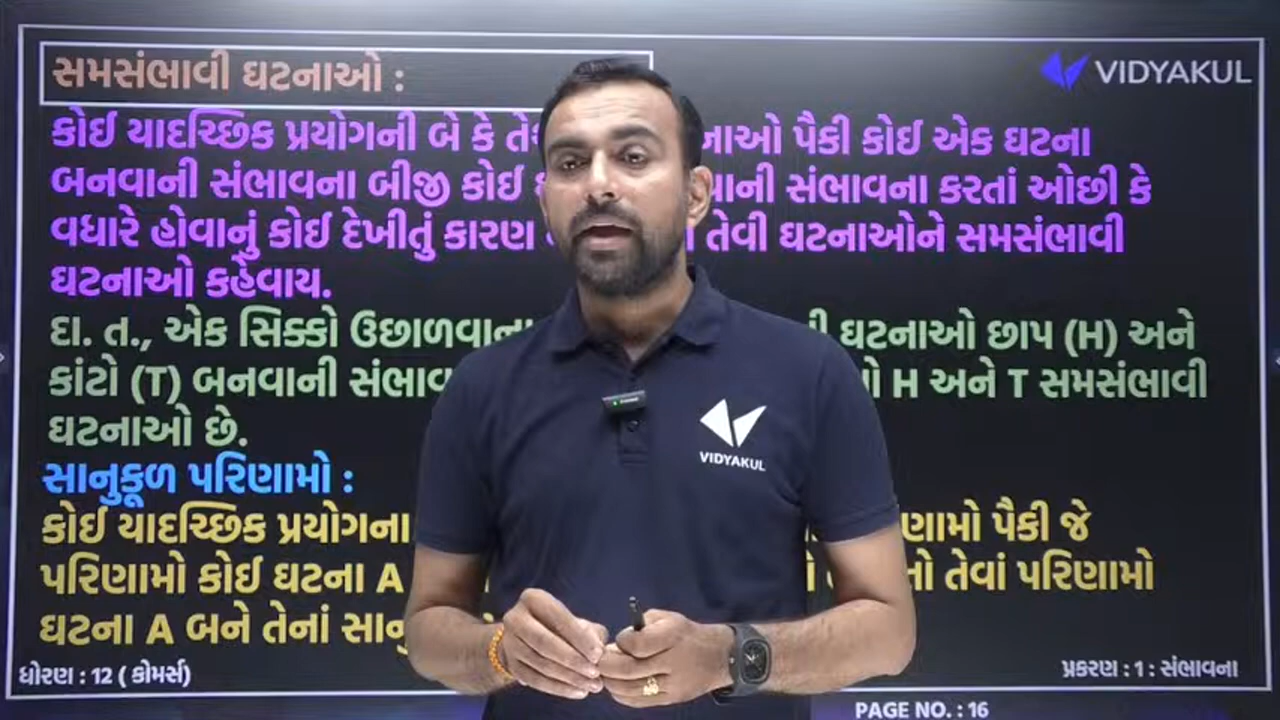 સમસંભાવી ઘટનાઓ :
VIDYAKUL
કોઈ યાદચ્છિક પ્રયોગની બે કે પૈકી કોઈ એક ઘટના
બનવાની સંભાવના બીજી કોઈ સંભાવના કરતાં ઓછી કે
વધારે હોવાનું કોઈ દેખીતું કારણ તેવી ઘટનાઓને સમસંભાવી
ઘટનાઓ કહેવાય.
દા. ત., એક સિક્કો ઉછાળવાના ઘટનાઓ છાપ (H) અને
કાંટો (T) બનવાની H અને T સમસંભાવી
ઘટનાઓ છે.
સાનુકૂળ પરિણામો :
કોઈ યાદચ્છિક પ્રયોગના પૈકી જે
પરિણામો કોઈ ઘટના A તેવાં પરિણામો
ઘટના A બને તેનાં
VIDYAKUL
ધોરણ : 12 ( કોમર્સ)
પ્રકરણ : 1 : સંભાવના
PAGE NO. : 16